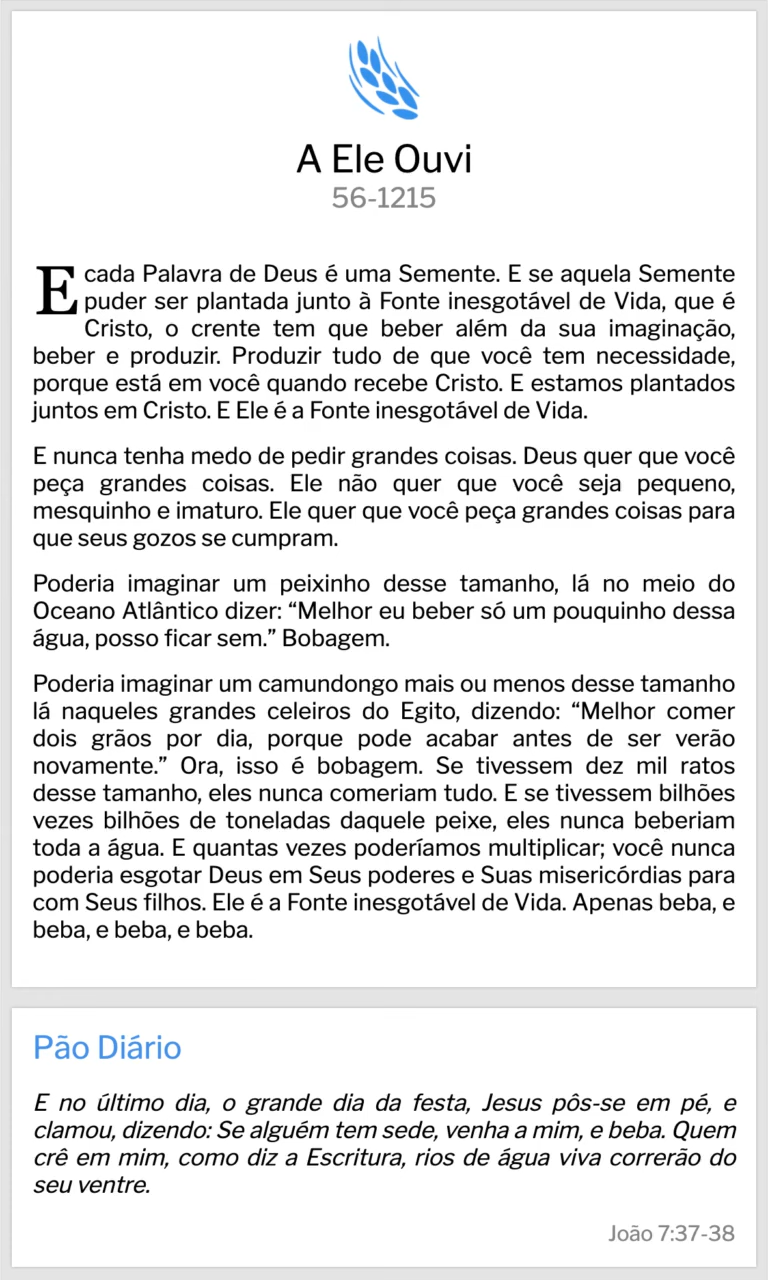 A Ele Ouvi
56-1215
E cada Palavra de Deus é uma Semente. E se aquela Semente
puder ser plantada junto à Fonte inesgotável de Vida, que é
Cristo, o crente tem que beber além da sua imaginação,
beber e produzir. Produzir tudo de que você tem necessidade,
porque está em você quando recebe Cristo. E estamos plantados
juntos em Cristo. E Ele é a Fonte inesgotável de Vida.
E nunca tenha medo de pedir grandes coisas. Deus quer que você
peça grandes coisas. Ele não quer que você seja pequeno,
mesquinho e imaturo. Ele quer que você peça grandes coisas para
que seus gozos se cumpram.
Poderia imaginar um peixinho desse tamanho, lá no meio do
Oceano Atlântico dizer: “Melhor eu beber só um pouquinho dessa
água, posso ficar sem.” Bobagem.
Poderia imaginar um camundongo mais ou menos desse tamanho
lá naqueles grandes celeiros do Egito, dizendo: “Melhor comer
dois grãos por dia, porque pode acabar antes de ser verão
novamente.” Ora, isso é bobagem. Se tivessem dez mil ratos
desse tamanho, eles nunca comeriam tudo. E se tivessem bilhões
vezes bilhões de toneladas daquele peixe, eles nunca beberiam
toda a água. E quantas vezes poderíamos multiplicar; você nunca
poderia esgotar Deus em Seus poderes e Suas misericórdias para
com Seus filhos. Ele é a Fonte inesgotável de Vida. Apenas beba, e
beba, e beba, e beba.
Pão Diário
E no último dia, o grande dia da festa, Jesus pôs-se em pé, e
clamou, dizendo: Se alguém tem sede, venha a mim, e beba. Quem
crê em mim, como diz a Escritura, rios de água viva correrão do
seu ventre.
João 7:37-38